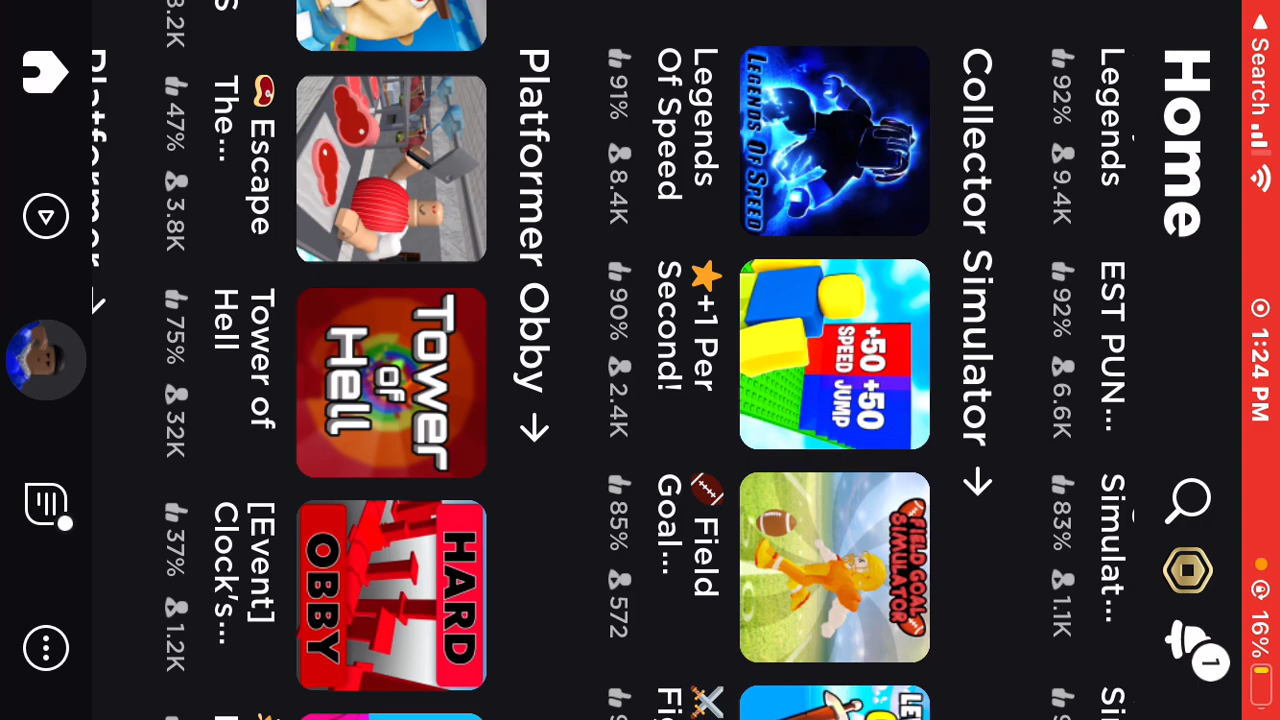 Search
1:24 PM
16%
Home
1
Legends
EST PUN...
Simulat...
92% 9.4K
92% 6.6K
83% 1.1K
Collector Simulator →
LEGENDS OF SPEED
+50 SPEED
+50 JUMP
FIELD GOAL
SIMULATOR
Legends
Of Speed
⭐+1 Per
Second!
🏈 Field
Goal...
91% 8.4K
90% 2.4K
85% 572
Platformer Obby →
TOWER
OF
HELL
HARD
OBBY
🥩 Escape
The...
Tower of
Hell
[Event]
Clock's...
47% 3.8K
75% 32K
37% 1.2K